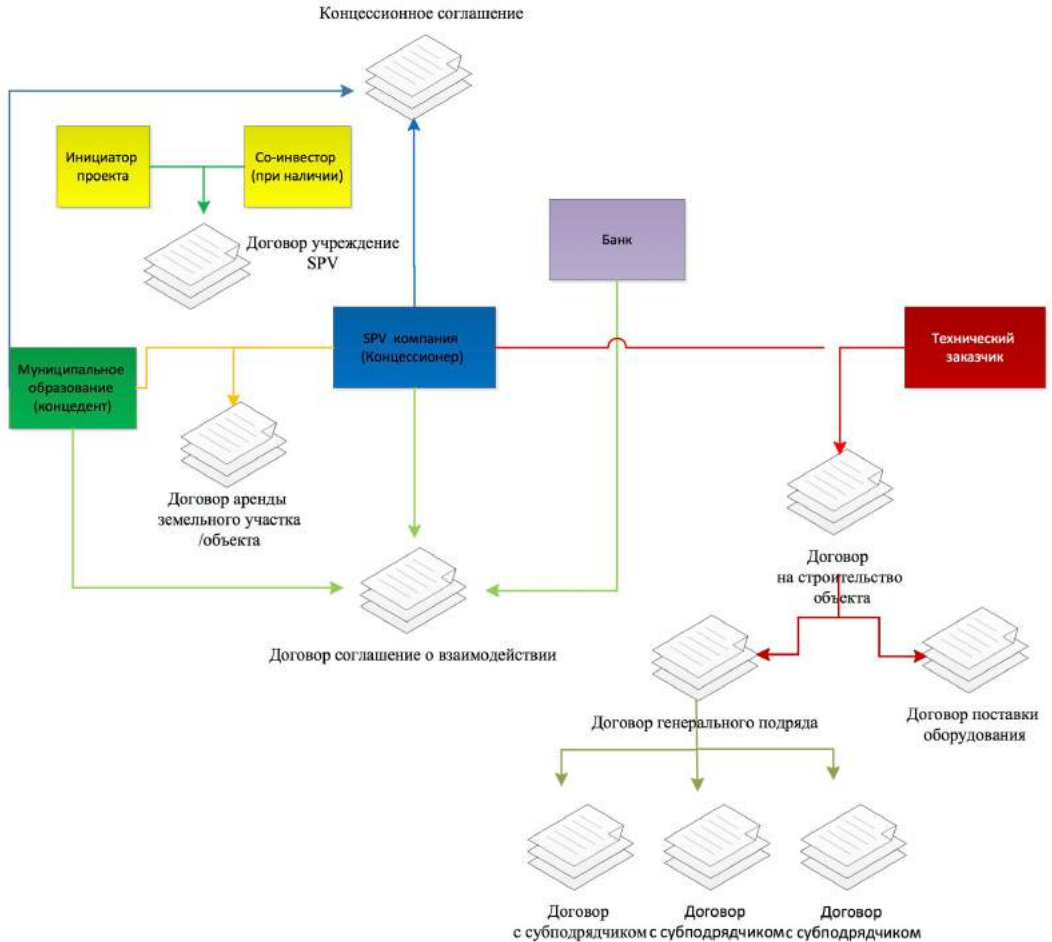 Концессионное соглашение
Инициатор
проекта
Со-инвестор
(при наличии)
Договор учреждение
SPV
Банк
SPV компания
(Концессионер)
Технический
заказчик
Муниципальное
образование
(концедент)
Договор аренды
земельного участка
/объекта
Договор
на строительство
объекта
Договор соглашение о взаимодействии
Договор генерального подряда
Договор поставки
оборудования
Договор
с субподрядчиком
Договор
с субподрядчиком
Договор
с субподрядчиком